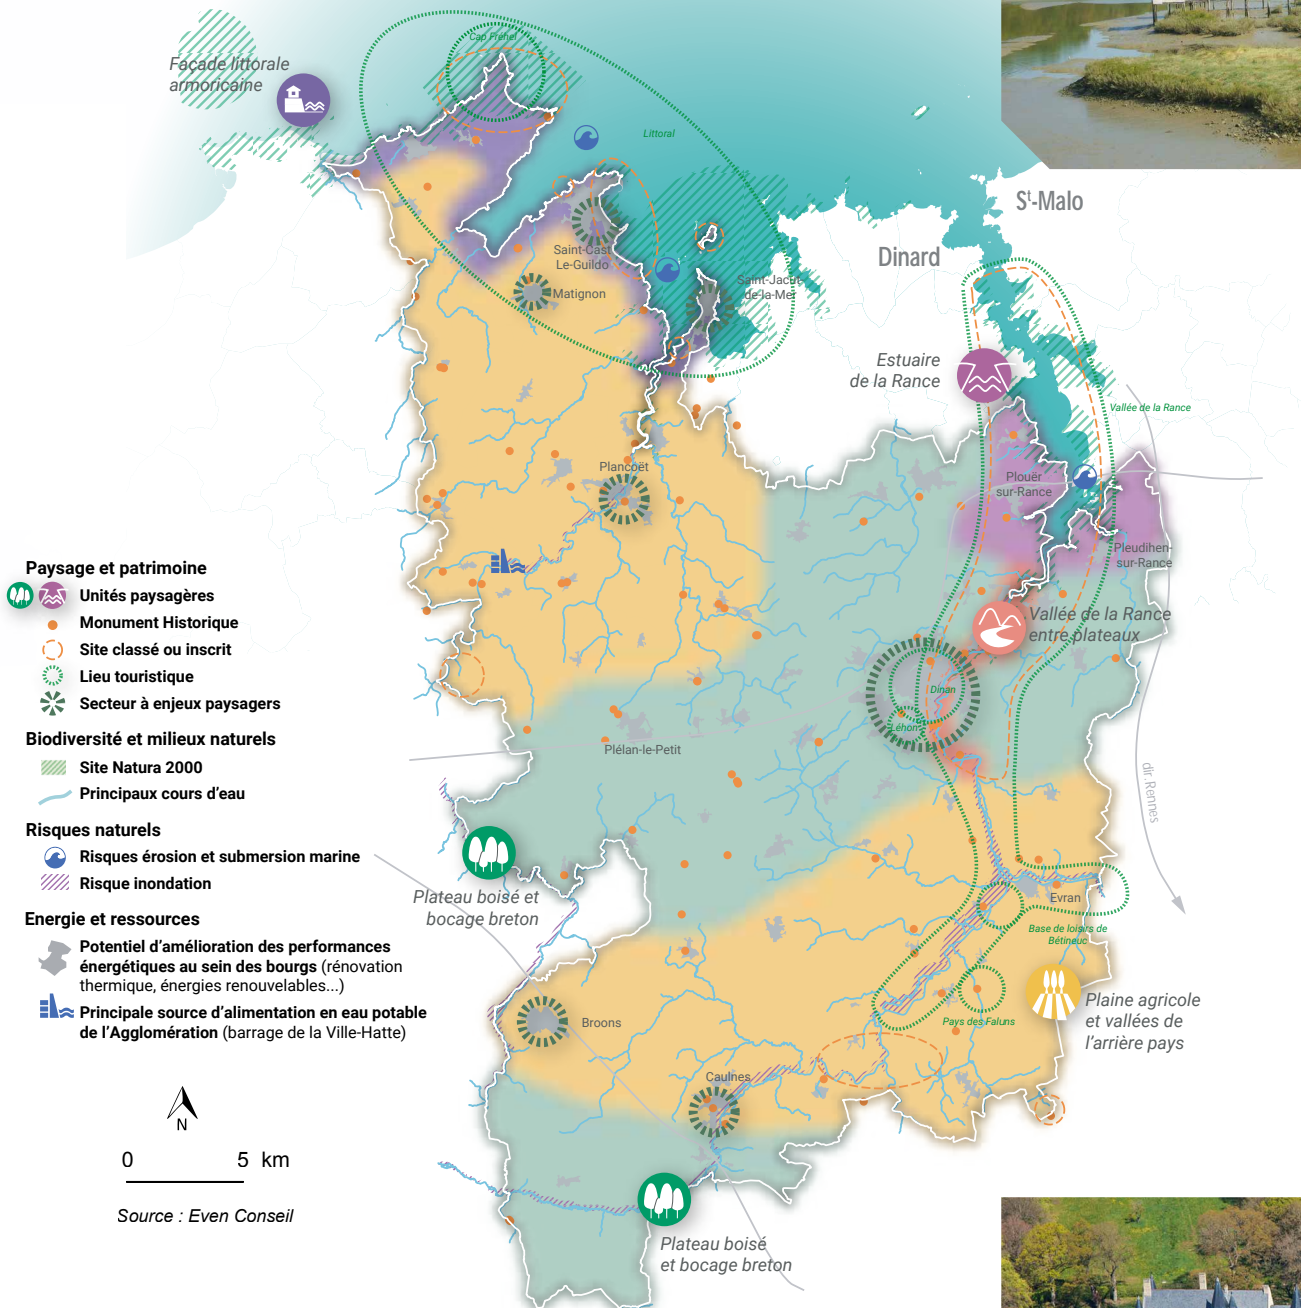 Cap Fréhel
Façade littorale
armoricaine
Littoral
St-Malo
Dinard
Saint-Cast
Le-Guildo
Saint-Jacut-
de-la-Mer
Matignon
Estuaire
de la Rance
Vallée de la Rance
Plancoët
Plouër
sur-Rance
Pleudihen-
sur-Rance
Vallée de la Rance
entre plateaux
Dinan
Léhon
Plélan-le-Petit
dir. Rennes
Plateau boisé et
bocage breton
Evran
Base de loisirs de
Bétineuc
Plaine agricole
et vallées de
l'arrière pays
Pays des Faluns
Broons
Caulnes
Plateau boisé
et bocage breton
Paysage et patrimoine
Unités paysagères
Monument Historique
Site classé ou inscrit
Lieu touristique
Secteur à enjeux paysagers
Biodiversité et milieux naturels
Site Natura 2000
Principaux cours d'eau
Risques naturels
Risques érosion et submersion marine
Risque inondation
Energie et ressources
Potentiel d'amélioration des performances
énergétiques au sein des bourgs (rénovation
thermique, énergies renouvelables...)
Principale source d'alimentation en eau potable
de l'Agglomération (barrage de la Ville-Hatte)
N
0 5 km
Source : Even Conseil